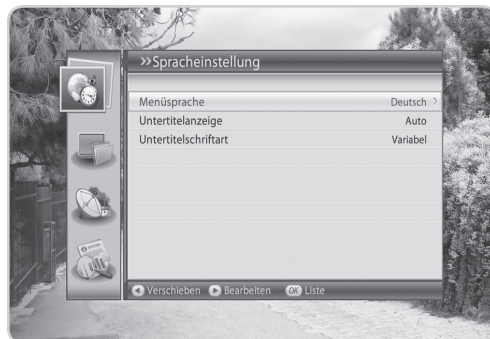 »Spracheinstellung
Menüsprache Deutsch >
Untertitelanzeige Auto
Untertitelschriftart Variabel
Verschieben Bearbeiten OK Liste